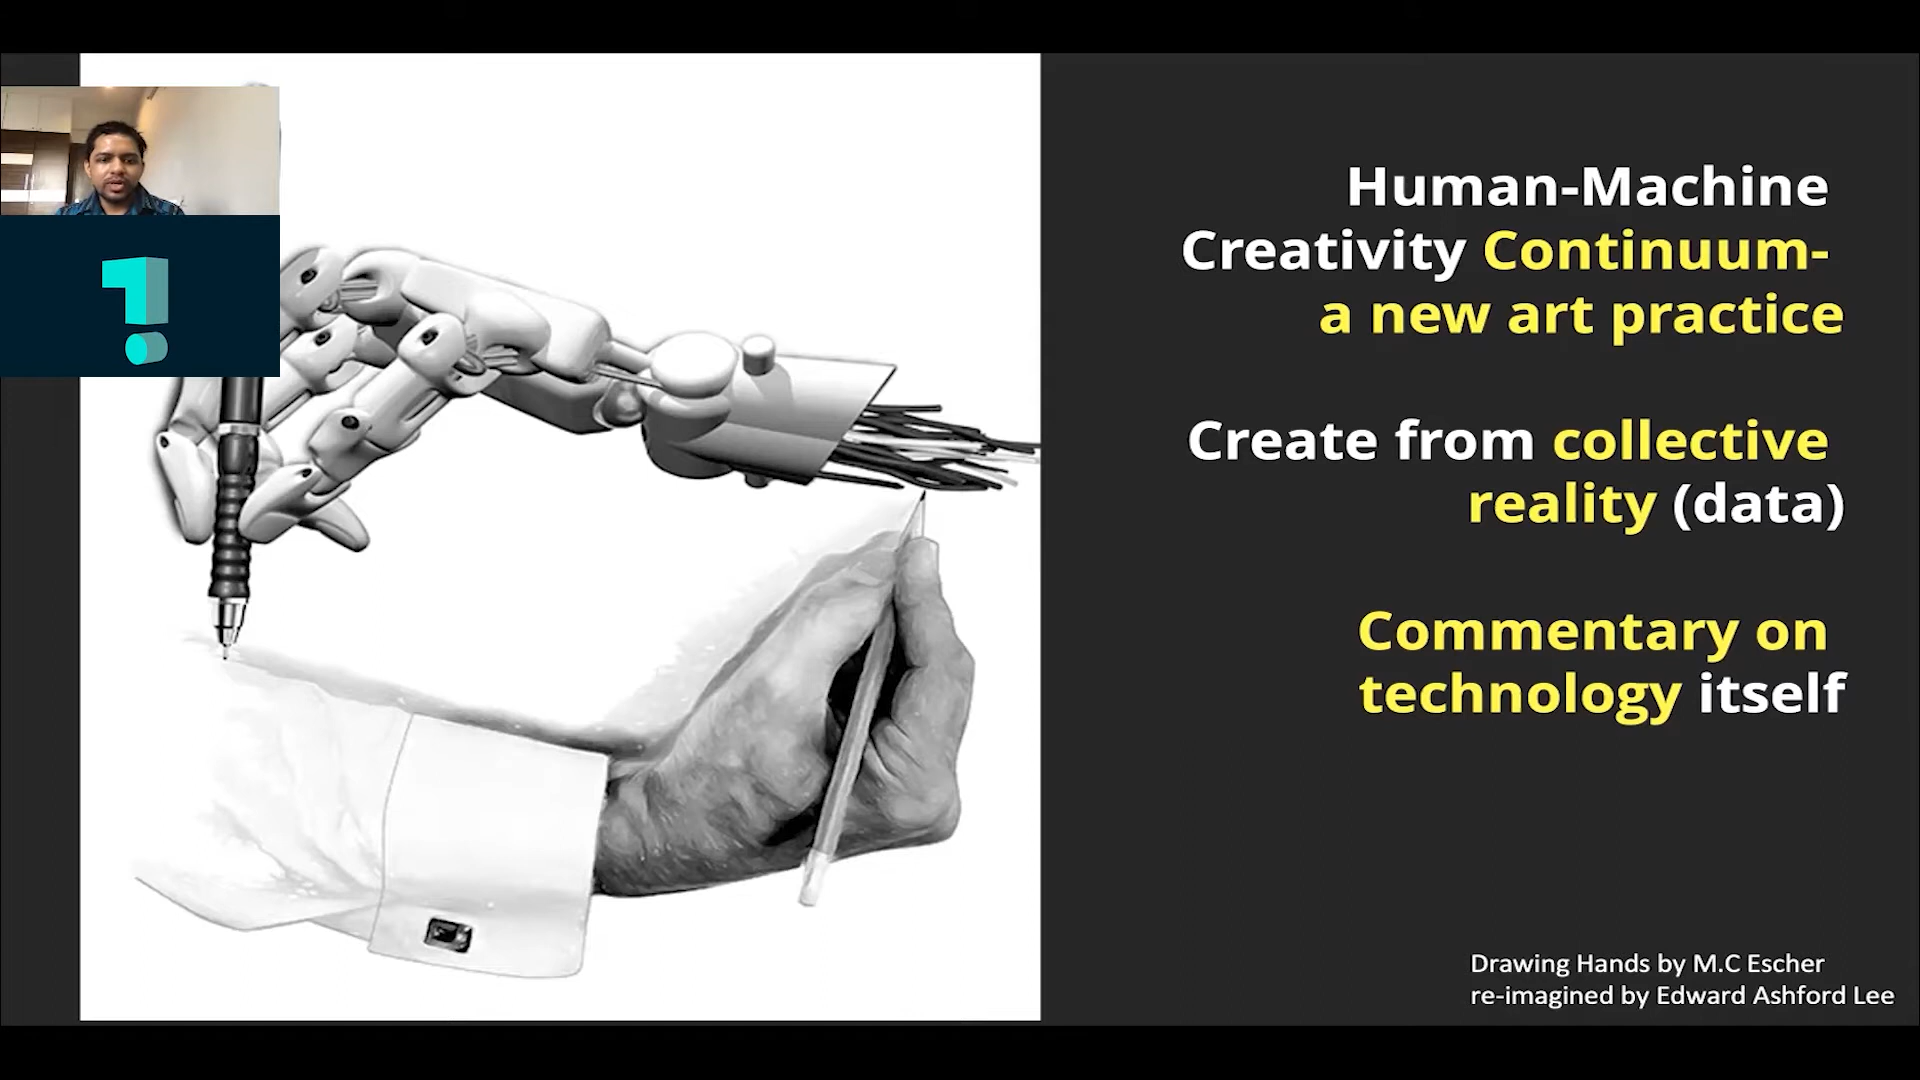 Human-Machine
Creativity Continuum-
a new art practice
Create from collective
reality (data)
Commentary on
technology itself
Drawing Hands by M.C Escher
re-imagined by Edward Ashford Lee